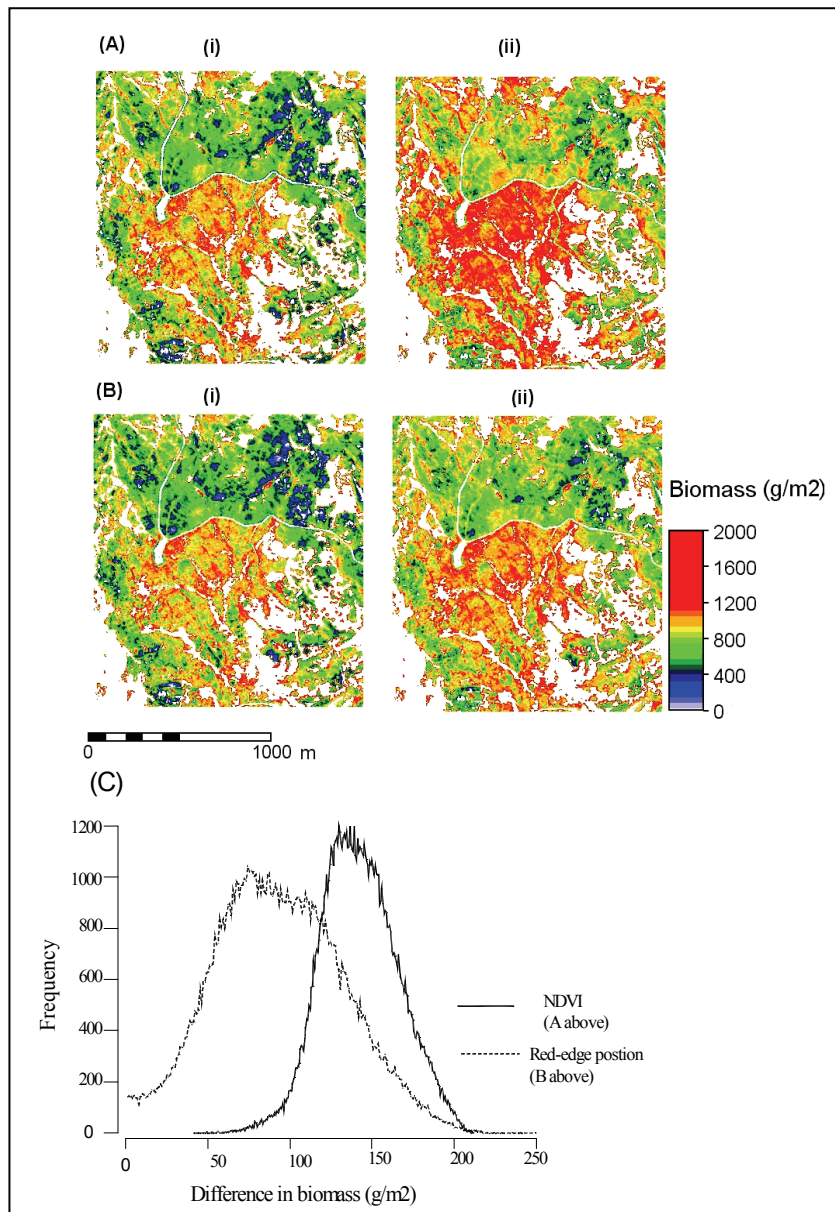 (A)
(i)
(ii)
(B)
(i)
(ii)
Biomass (g/m2)
2000
1200
800
400
0
0
1000 m
(C)
1200
1000
800
600
400
200
0
Frequency
0
50
100
150
200
250
Difference in biomass (g/m2)
NDVI
(A above)
Red-edge postion
(B above)